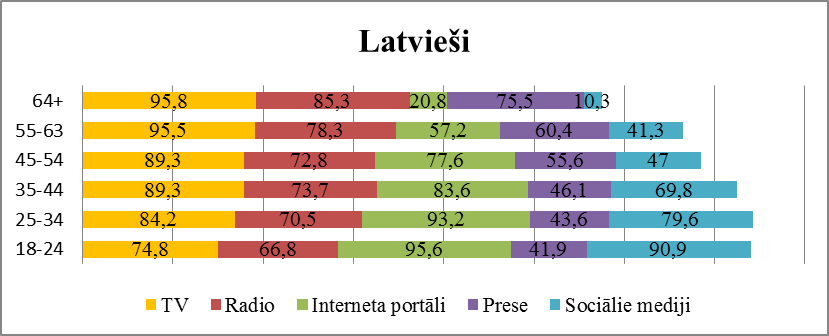 Latvieši
64+ 95,8 85,3 20,8 75,5 10,3
55-63 95,5 78,3 57,2 60,4 41,3
45-54 89,3 72,8 77,6 55,6 47
35-44 89,3 73,7 83,6 46,1 69,8
25-34 84,2 70,5 93,2 43,6 79,6
18-24 74,8 66,8 95,6 41,9 90,9
TV Radio Interneta portāli Prese Sociālie mediji